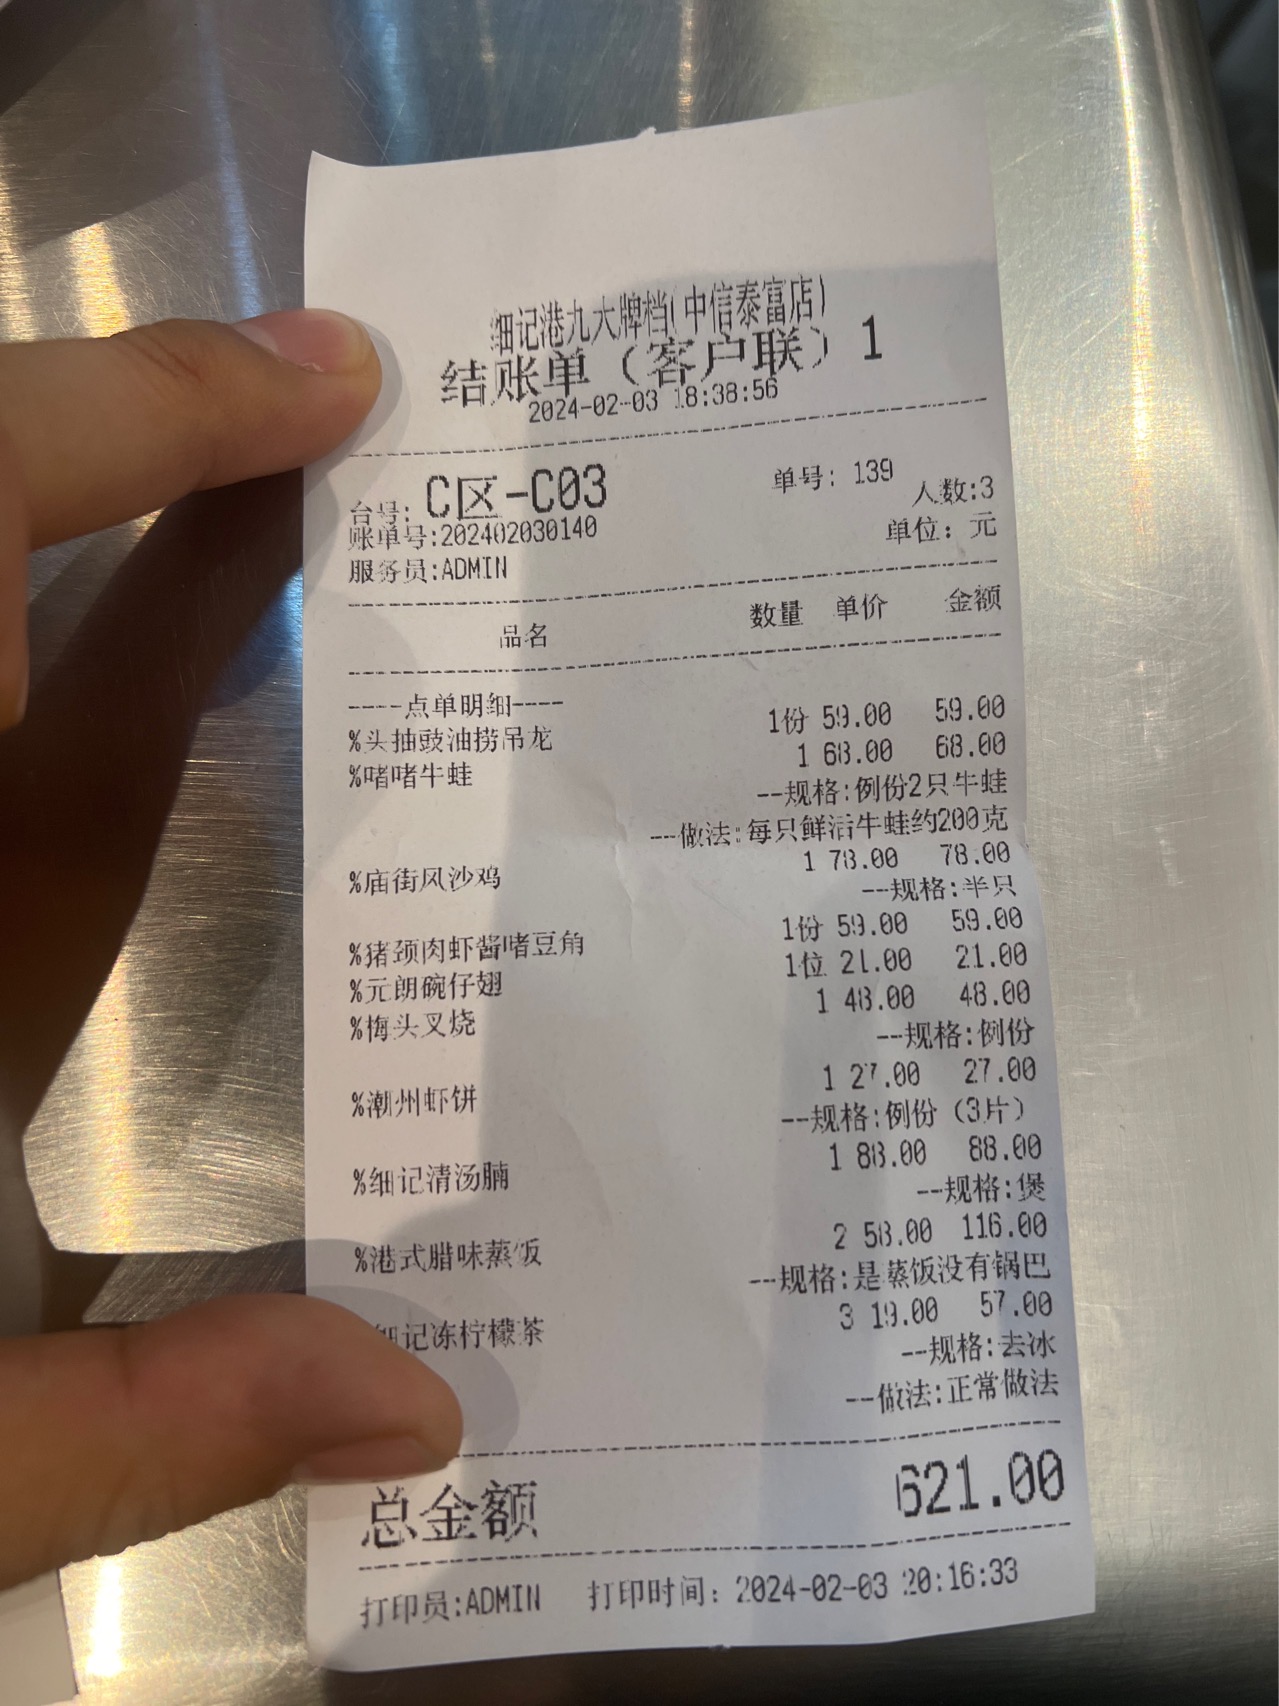 细记港九大牌档(中信泰富店)
结账单（客户联）1
2024-02-03 18:38:56
台号: C区-C03 单号: 139
账单号:202402030140 人数:3
服务员:ADMIN 单位: 元
品名 数量 单价 金额
----点单明细----
%头抽豉油捞吊龙 1份 59.00 59.00
%啫啫牛蛙 1 68.00 68.00
--规格:例份2只牛蛙
--做法:每只鲜活牛蛙约200克
%庙街风沙鸡 1 78.00 78.00
--规格:半只
%猪颈肉虾酱啫豆角 1份 59.00 59.00
%元朗碗仔翅 1位 21.00 21.00
%梅头叉烧 1 48.00 48.00
--规格:例份
%潮州虾饼 1 27.00 27.00
--规格:例份（3片）
%细记清汤腩 1 88.00 88.00
--规格:煲
%港式腊味蒸饭 2 58.00 116.00
--规格:是蒸饭没有锅巴
细记冻柠檬茶 3 19.00 57.00
--规格:去冰
--做法:正常做法
总金额 621.00
打印员:ADMIN 打印时间: 2024-02-03 20:16:33